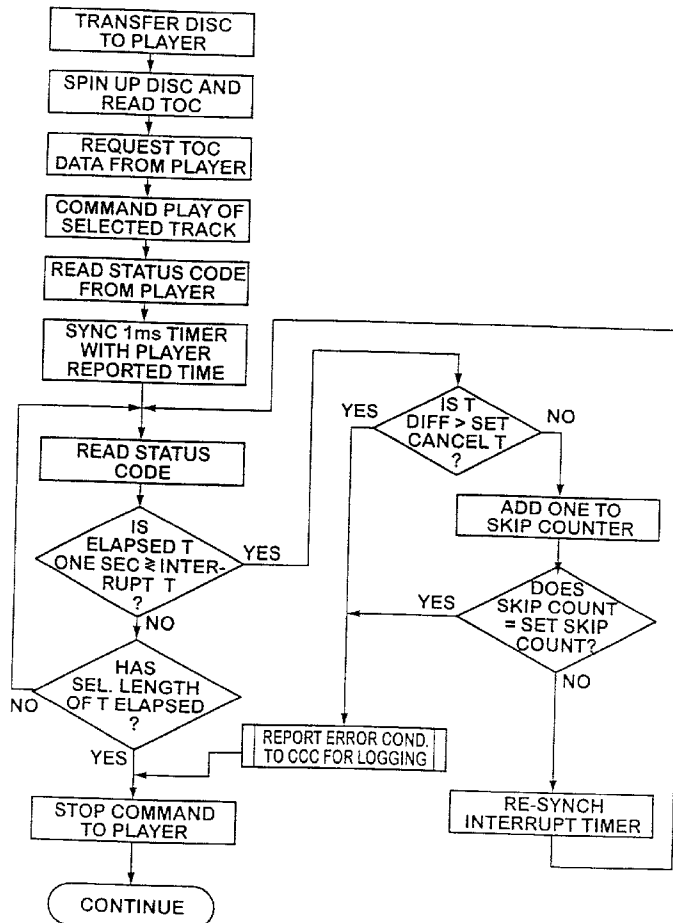 TRANSFER DISC
TO PLAYER
SPIN UP DISC AND
READ TOC
REQUEST TOC
DATA FROM PLAYER
COMMAND PLAY OF
SELECTED TRACK
READ STATUS CODE
FROM PLAYER
SYNC 1ms TIMER
WITH PLAYER
REPORTED TIME
READ STATUS
CODE
IS
ELAPSED T
ONE SEC ≷ INTER-
RUPT T
?
YES
NO
HAS
SEL. LENGTH
OF T ELAPSED
?
NO
YES
STOP COMMAND
TO PLAYER
CONTINUE
IS T
DIFF > SET
CANCEL T
?
YES
NO
ADD ONE TO
SKIP COUNTER
DOES
SKIP COUNT
= SET SKIP
COUNT?
YES
NO
REPORT ERROR COND.
TO CCC FOR LOGGING
RE-SYNCH
INTERRUPT TIMER